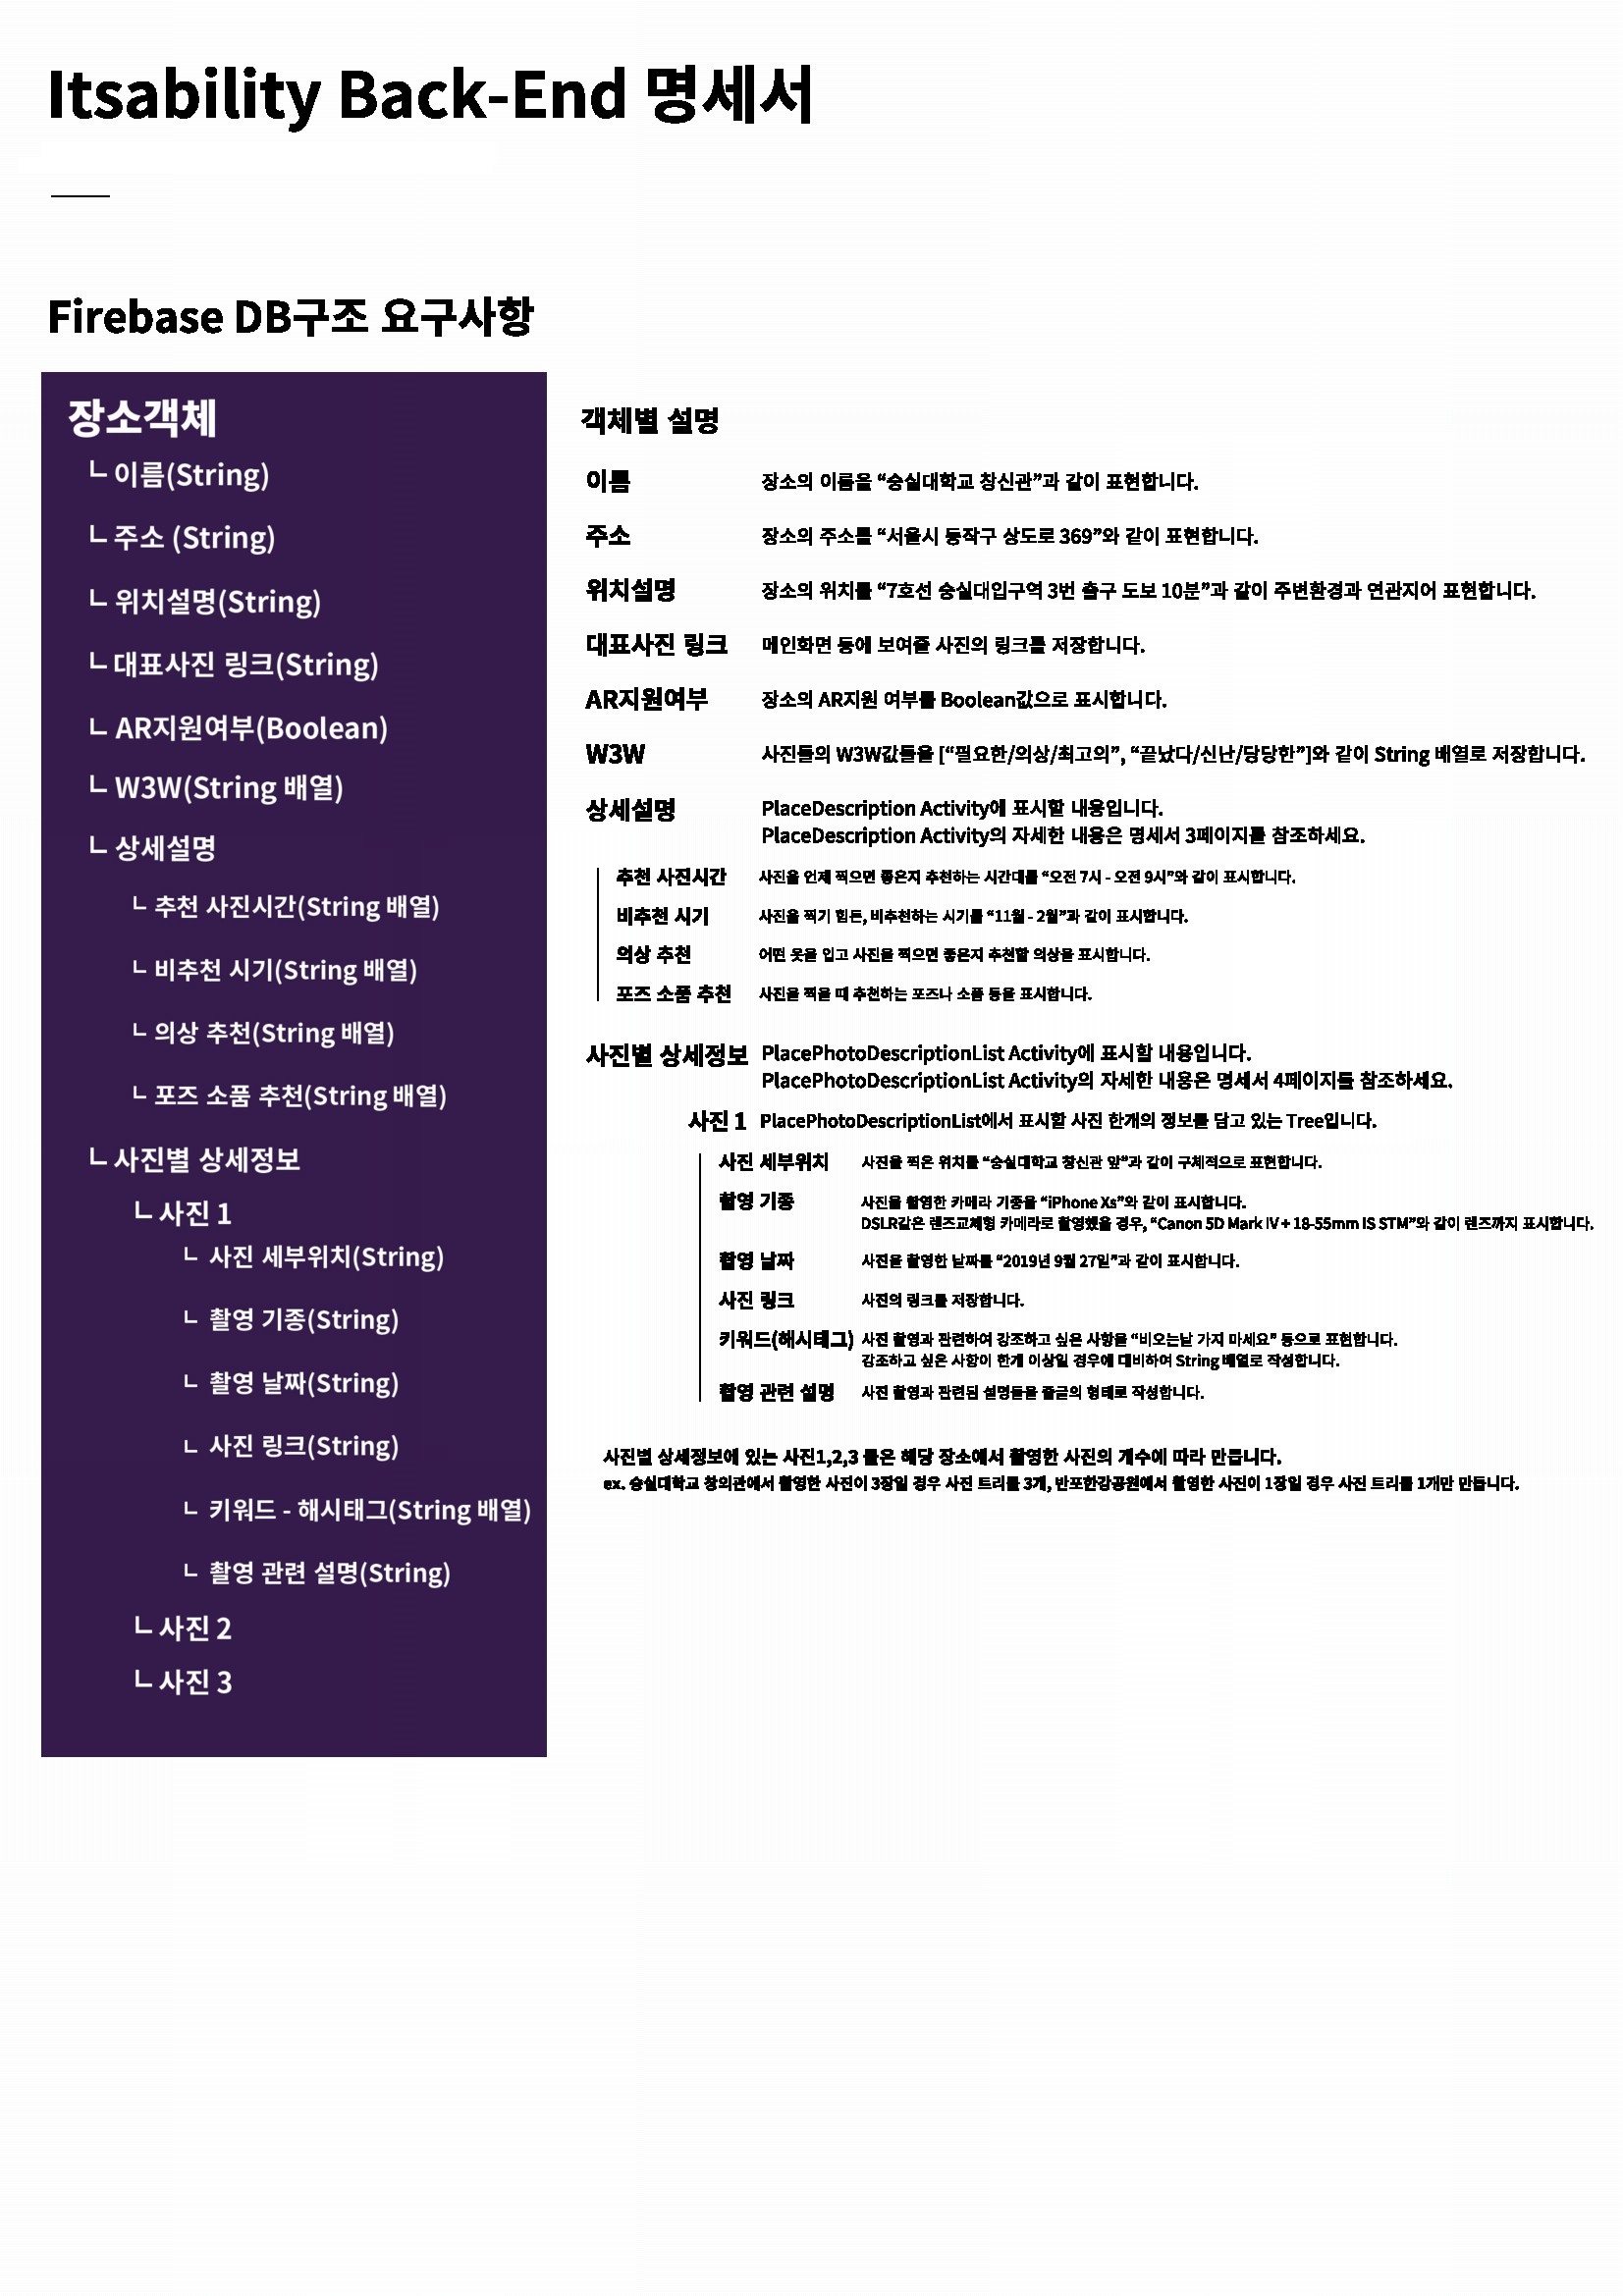 Itsability Back-End 명세서
Firebase DB구조 요구사항
장소객체
ㄴ 이름(String)
ㄴ 주소 (String)
ㄴ 위치설명(String)
ㄴ 대표사진 링크(String)
ㄴ AR지원여부(Boolean)
ㄴ W3W(String 배열)
ㄴ 상세설명
ㄴ 추천 사진시간(String 배열)
ㄴ 비추천 시기(String 배열)
ㄴ 의상 추천(String 배열)
ㄴ 포즈 소품 추천(String 배열)
ㄴ 사진별 상세정보
ㄴ 사진 1
ㄴ 사진 세부위치(String)
ㄴ 촬영 기종(String)
ㄴ 촬영 날짜(String)
ㄴ 사진 링크(String)
ㄴ 키워드 - 해시태그(String 배열)
ㄴ 촬영 관련 설명(String)
ㄴ 사진 2
ㄴ 사진 3
객체별 설명
이름 장소의 이름을 “숭실대학교 창신관”과 같이 표현합니다.
주소 장소의 주소를 “서울시 동작구 상도로 369”와 같이 표현합니다.
위치설명 장소의 위치를 “7호선 숭실대입구역 3번 출구 도보 10분”과 같이 주변환경과 연관지어 표현합니다.
대표사진 링크 메인화면 등에 보여줄 사진의 링크를 저장합니다.
AR지원여부 장소의 AR지원 여부를 Boolean값으로 표시합니다.
W3W 사진들의 W3W값들을 [“필요한/의상/최고의”, “끝났다/신난/당당한”]와 같이 String 배열로 저장합니다.
상세설명 PlaceDescription Activity에 표시할 내용입니다.
PlaceDescription Activity의 자세한 내용은 명세서 3페이지를 참조하세요.
추천 사진시간 사진을 언제 찍으면 좋은지 추천하는 시간대를 “오전 7시 - 오전 9시”와 같이 표시합니다.
비추천 시기 사진을 찍기 힘든, 비추천하는 시기를 “11월 - 2월”과 같이 표시합니다.
의상 추천 어떤 옷을 입고 사진을 찍으면 좋은지 추천할 의상을 표시합니다.
포즈 소품 추천 사진을 찍을 때 추천하는 포즈나 소품 등을 표시합니다.
사진별 상세정보 PlacePhotoDescriptionList Activity에 표시할 내용입니다.
PlacePhotoDescriptionList Activity의 자세한 내용은 명세서 4페이지를 참조하세요.
사진 1 PlacePhotoDescriptionList에서 표시할 사진 한개의 정보를 담고 있는 Tree입니다.
사진 세부위치 사진을 찍은 위치를 “숭실대학교 창신관 앞”과 같이 구체적으로 표현합니다.
촬영 기종 사진을 촬영한 카메라 기종을 “iPhone Xs”와 같이 표시합니다.
DSLR같은 렌즈교체형 카메라로 촬영했을 경우, “Canon 5D Mark IV + 18-55mm IS STM”와 같이 렌즈까지 표시합니다.
촬영 날짜 사진을 촬영한 날짜를 “2019년 9월 27일”과 같이 표시합니다.
사진 링크 사진의 링크를 저장합니다.
키워드(해시태그) 사진 촬영과 관련하여 강조하고 싶은 사항을 “비오는날 가지 마세요” 등으로 표현합니다.
강조하고 싶은 사항이 한개 이상일 경우에 대비하여 String 배열로 작성합니다.
촬영 관련 설명 사진 촬영과 관련된 설명들을 줄글의 형태로 작성합니다.
사진별 상세정보에 있는 사진1,2,3 들은 해당 장소에서 촬영한 사진의 개수에 따라 만듭니다.
ex. 숭실대학교 창의관에서 촬영한 사진이 3장일 경우 사진 트리를 3개, 반포한강공원에서 촬영한 사진이 1장일 경우 사진 트리를 1개만 만듭니다.